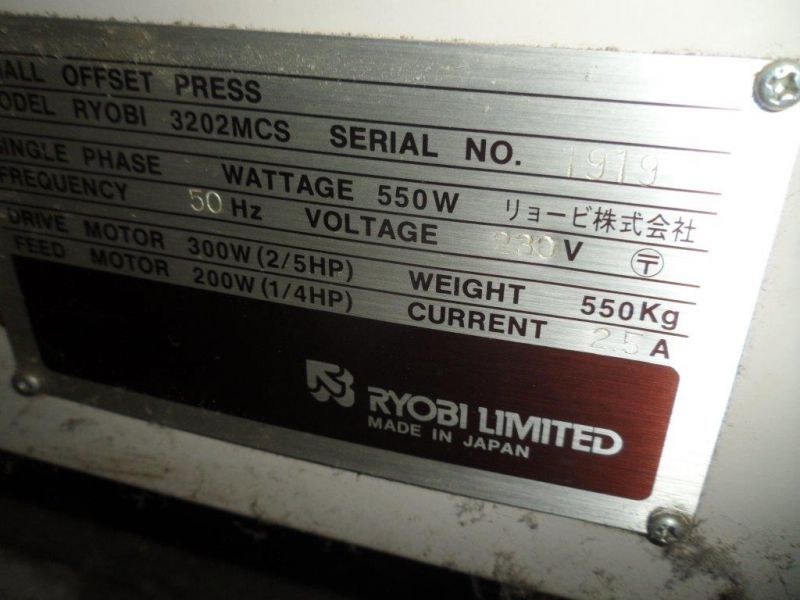 MALL OFFSET PRESS
ODEL RYOBI 3202MCS SERIAL NO. 1919
SINGLE PHASE WATTAGE 550W リョービ株式会社
FREQUENCY 50 Hz VOLTAGE 230 V 〒
DRIVE MOTOR 300W (2/5HP) WEIGHT 550Kg
FEED MOTOR 200W (1/4HP) CURRENT 2.5 A
RYOBI LIMITED
MADE IN JAPAN